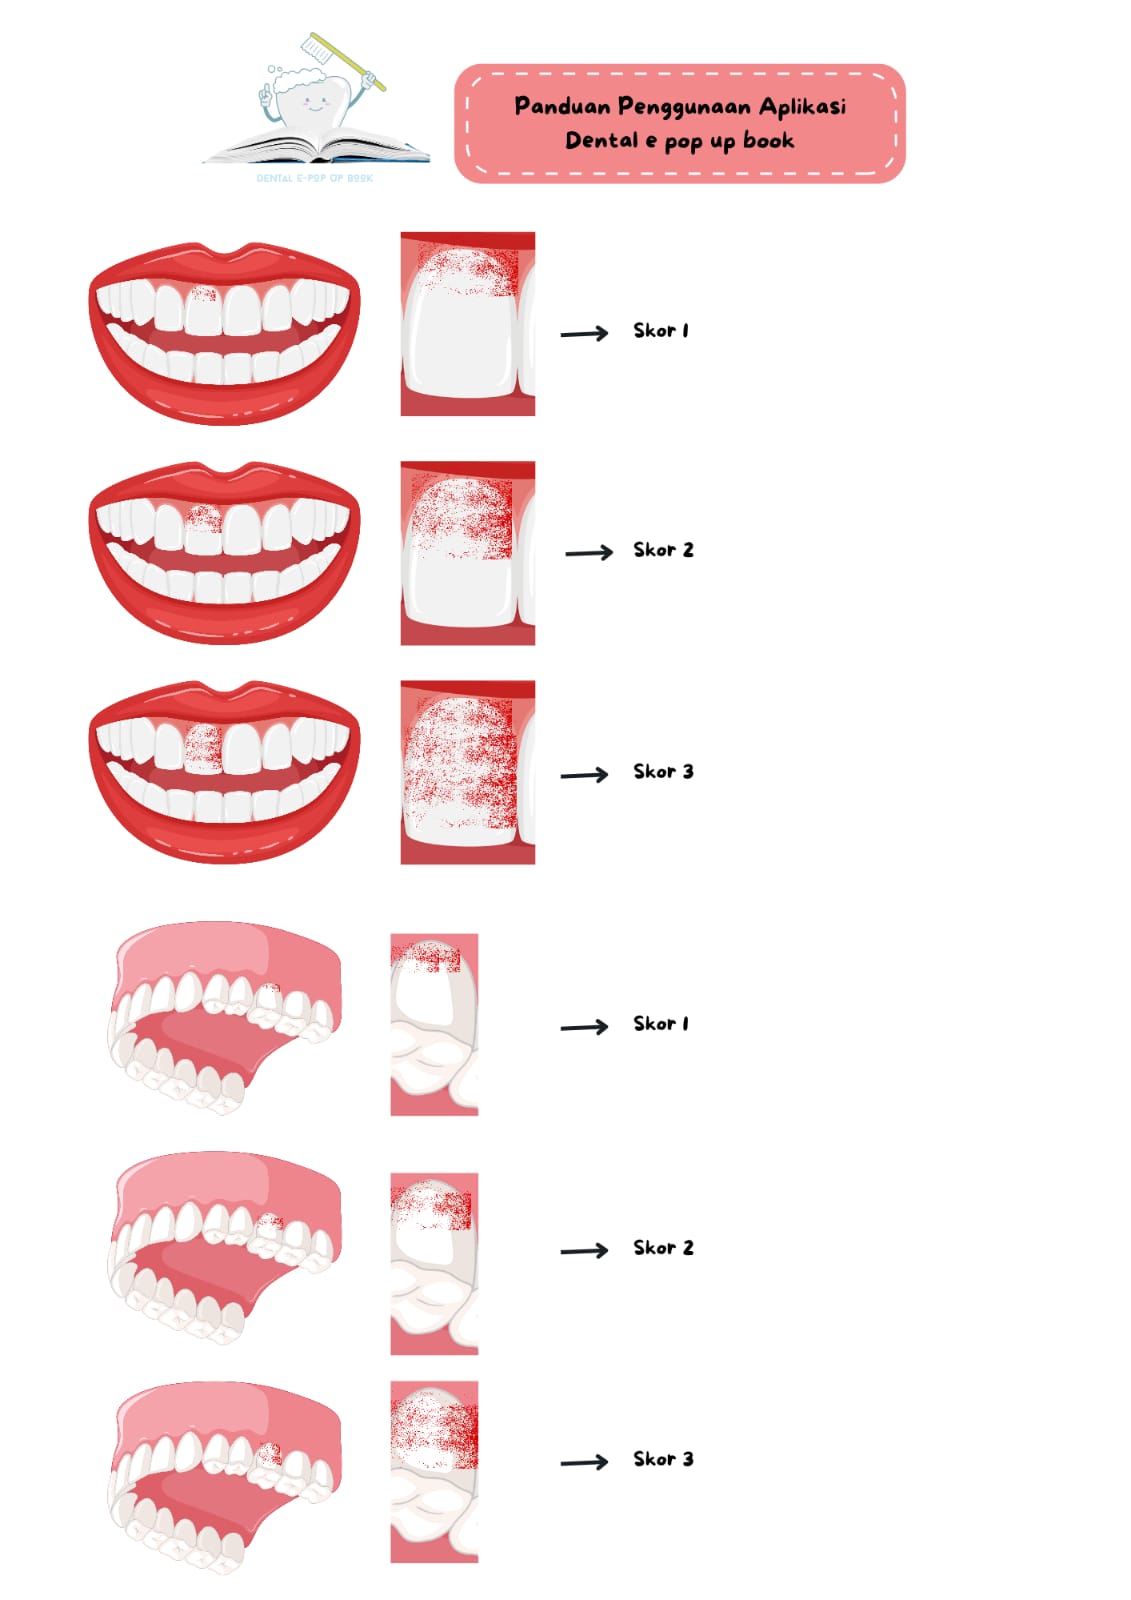 Panduan Penggunaan Aplikasi
Dental e pop up book
DENTAL E-POP UP BOOK
Skor 1
Skor 2
Skor 3
Skor 1
Skor 2
Skor 3